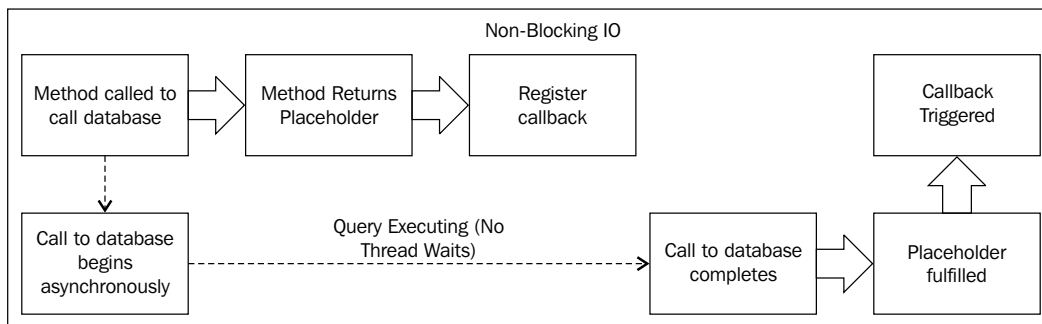 Non-Blocking IO
Method called to
call database
Method Returns
Placeholder
Register
callback
Callback
Triggered
Call to database
begins
asynchronously
Query Executing (No
Thread Waits)
Call to database
completes
Placeholder
fulfilled